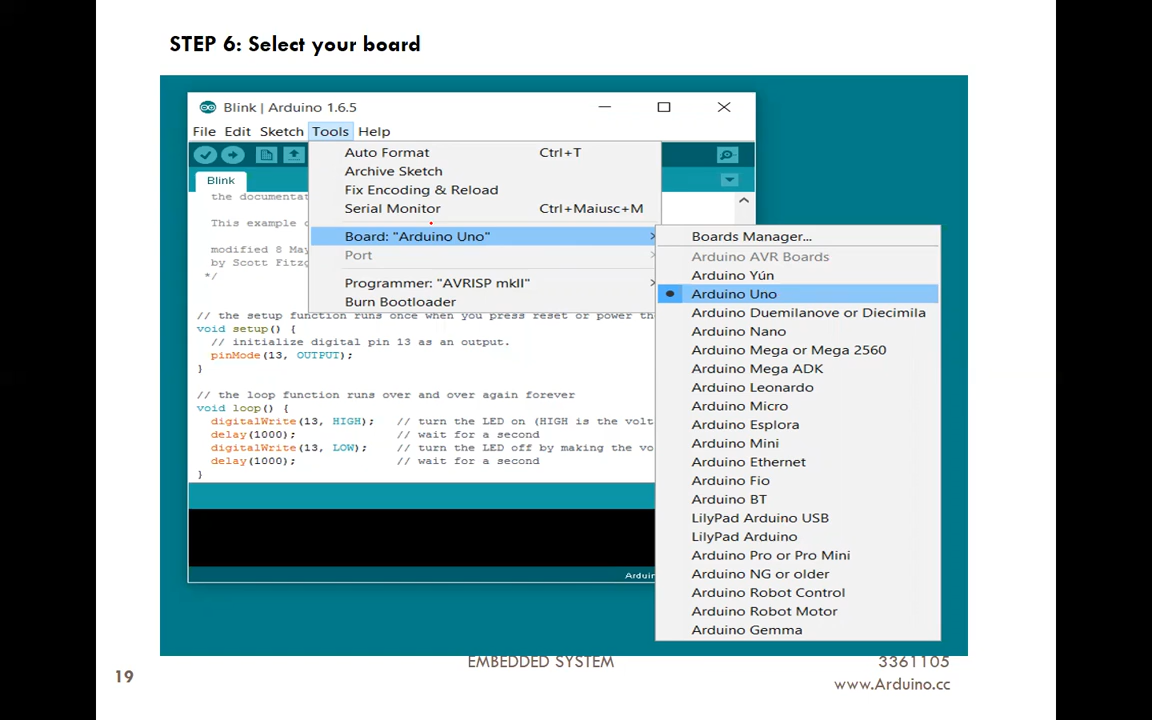 STEP 6: Select your board
Blink | Arduino 1.6.5
File Edit Sketch Tools Help
Auto Format Ctrl+T
Archive Sketch
Fix Encoding & Reload
Serial Monitor Ctrl+Maiusc+M
Board: "Arduino Uno"
Port
Programmer: "AVRISP mkII"
Burn Bootloader
Boards Manager...
Arduino AVR Boards
Arduino Yún
Arduino Uno
Arduino Duemilanove or Diecimila
Arduino Nano
Arduino Mega or Mega 2560
Arduino Mega ADK
Arduino Leonardo
Arduino Micro
Arduino Esplora
Arduino Mini
Arduino Ethernet
Arduino Fio
Arduino BT
LilyPad Arduino USB
LilyPad Arduino
Arduino Pro or Pro Mini
Arduino NG or older
Arduino Robot Control
Arduino Robot Motor
Arduino Gemma
Blink
the documentat
This example
modified 8 May
by Scott Fitzg
*/
// the setup function runs once when you press reset or power th
void setup() {
// initialize digital pin 13 as an output.
pinMode(13, OUTPUT);
}
// the loop function runs over and over again forever
void loop() {
digitalWrite(13, HIGH); // turn the LED on (HIGH is the volt
delay(1000); // wait for a second
digitalWrite(13, LOW); // turn the LED off by making the vo
delay(1000); // wait for a second
}
Arduin
EMBEDDED SYSTEM 3361105
19
www.Arduino.cc